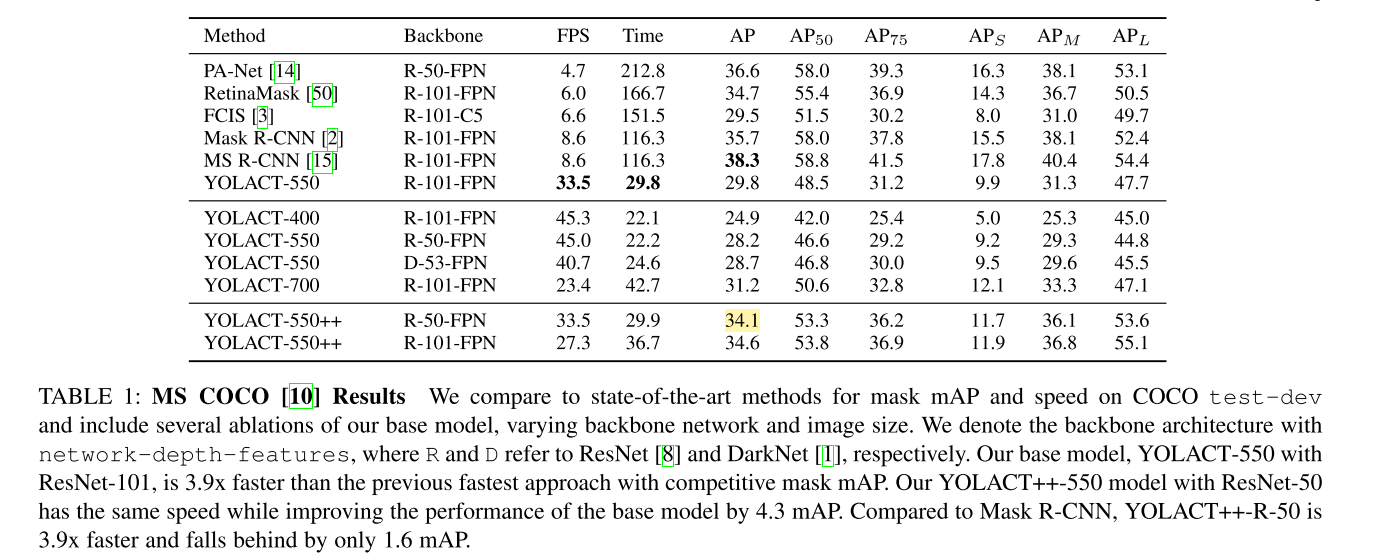 Method Backbone FPS Time AP AP50 AP75 APS APM APL
PA-Net [14] R-50-FPN 4.7 212.8 36.6 58.0 39.3 16.3 38.1 53.1
RetinaMask [50] R-101-FPN 6.0 166.7 34.7 55.4 36.9 14.3 36.7 50.5
FCIS [3] R-101-C5 6.6 151.5 29.5 51.5 30.2 8.0 31.0 49.7
Mask R-CNN [2] R-101-FPN 8.6 116.3 35.7 58.0 37.8 15.5 38.1 52.4
MS R-CNN [15] R-101-FPN 8.6 116.3 38.3 58.8 41.5 17.8 40.4 54.4
YOLACT-550 R-101-FPN 33.5 29.8 29.8 48.5 31.2 9.9 31.3 47.7
YOLACT-400 R-101-FPN 45.3 22.1 24.9 42.0 25.4 5.0 25.3 45.0
YOLACT-550 R-50-FPN 45.0 22.2 28.2 46.6 29.2 9.2 29.3 44.8
YOLACT-550 D-53-FPN 40.7 24.6 28.7 46.8 30.0 9.5 29.6 45.5
YOLACT-700 R-101-FPN 23.4 42.7 31.2 50.6 32.8 12.1 33.3 47.1
YOLACT-550++ R-50-FPN 33.5 29.9 34.1 53.3 36.2 11.7 36.1 53.6
YOLACT-550++ R-101-FPN 27.3 36.7 34.6 53.8 36.9 11.9 36.8 55.1
TABLE 1: MS COCO [10] Results We compare to state-of-the-art methods for mask mAP and speed on COCO test-dev
and include several ablations of our base model, varying backbone network and image size. We denote the backbone architecture with
network-depth-features, where R and D refer to ResNet [8] and DarkNet [1], respectively. Our base model, YOLACT-550 with
ResNet-101, is 3.9x faster than the previous fastest approach with competitive mask mAP. Our YOLACT++-550 model with ResNet-50
has the same speed while improving the performance of the base model by 4.3 mAP. Compared to Mask R-CNN, YOLACT++-R-50 is
3.9x faster and falls behind by only 1.6 mAP.